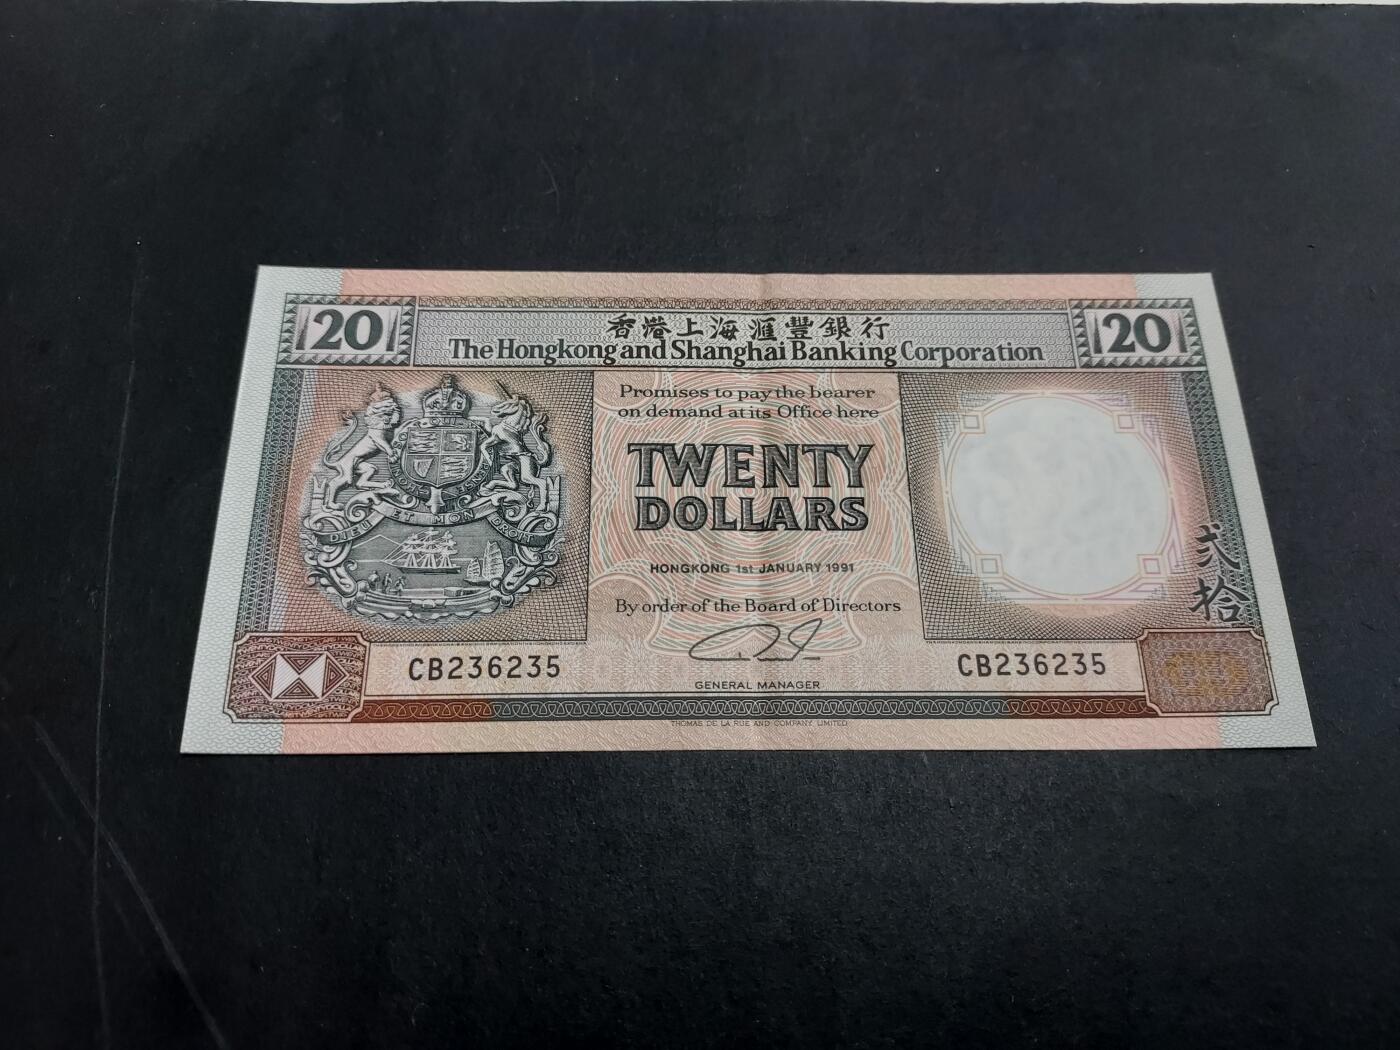 20
香港上海滙豐銀行
20
The Hongkong and Shanghai Banking Corporation
Promises to pay the bearer
on demand at its Office here
TWENTY
DOLLARS
DIEU ET MON DROIT
HONGKONG 1st JANUARY 1991
By order of the Board of Directors
GENERAL MANAGER
CB236235
CB236235
THOMAS DE LA RUE AND COMPANY LIMITED
弍拾